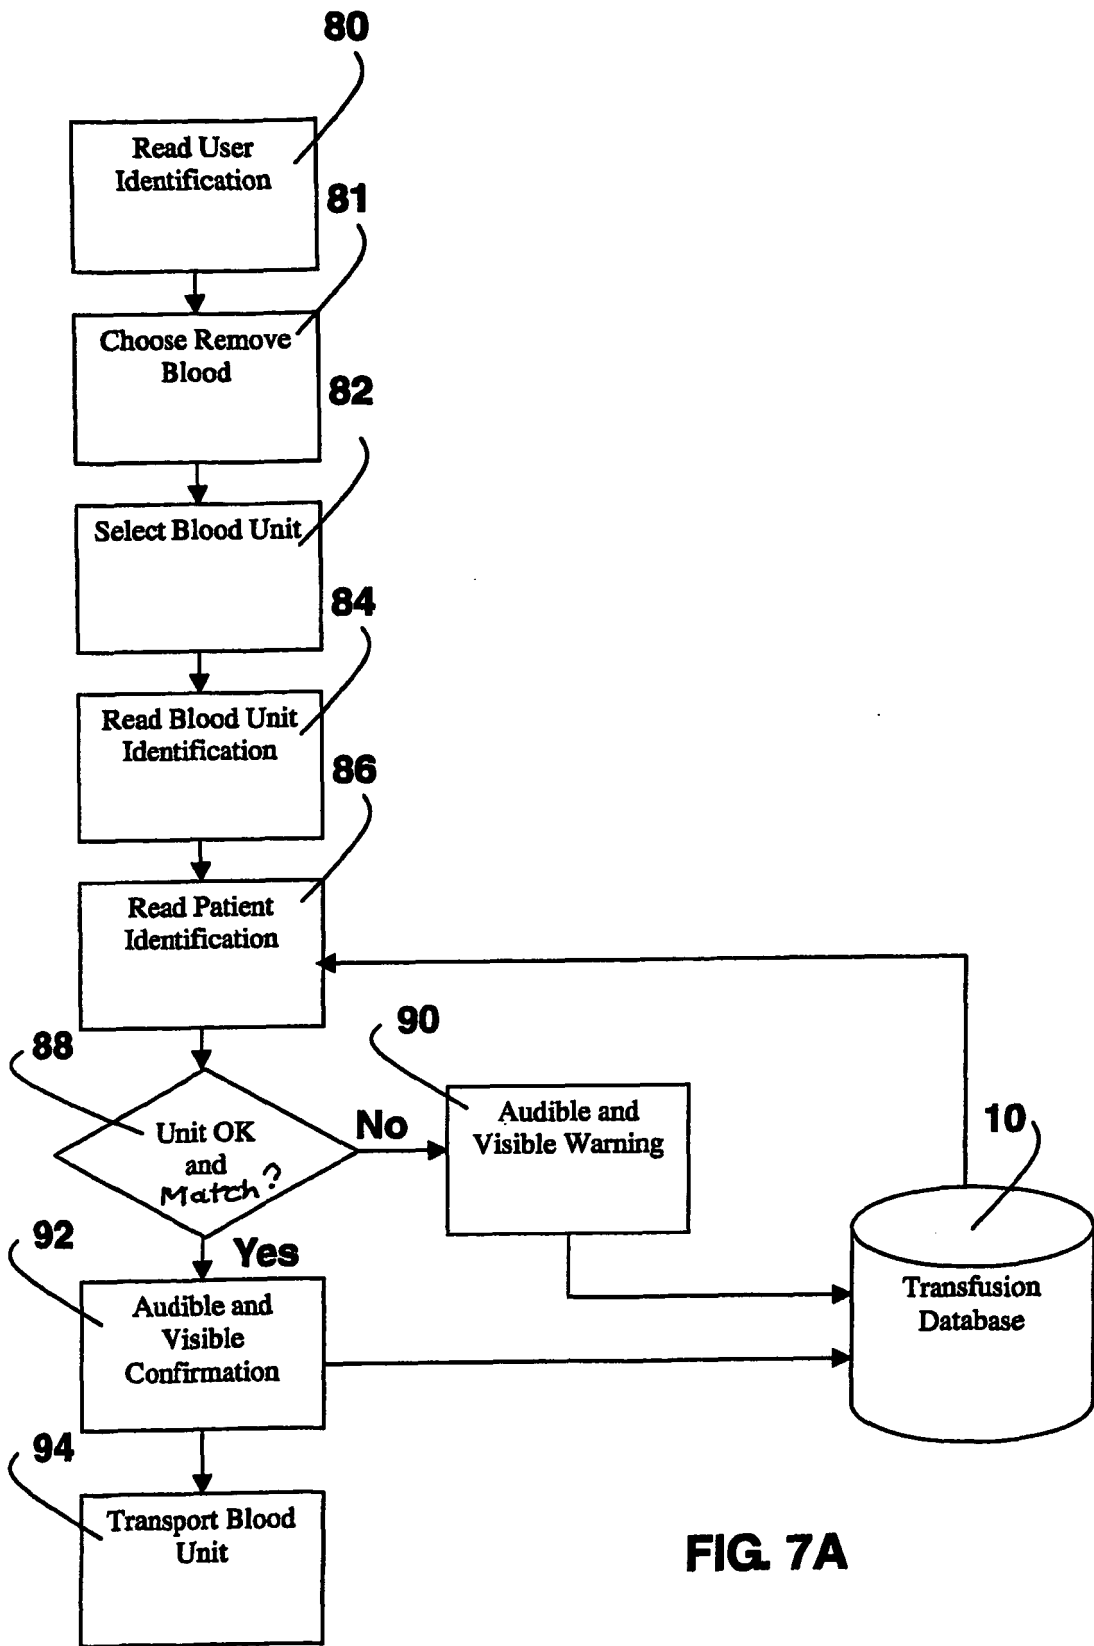 80
Read User
Identification
81
Choose Remove
Blood
82
Select Blood Unit
84
Read Blood Unit
Identification
86
Read Patient
Identification
88
Unit OK
and
Match?
No
Yes
90
Audible and
Visible Warning
10
Transfusion
Database
92
Audible and
Visible
Confirmation
94
Transport Blood
Unit
FIG. 7A